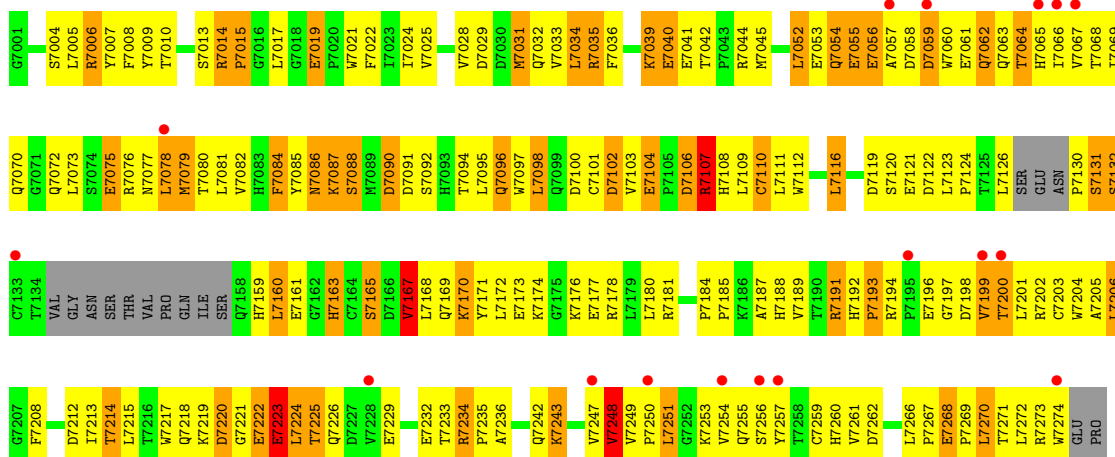 G7001 S7004 L7005 R7006 Y7007 F7008 Y7009 T7010 S7013 R7014 P7015 G7016 L7017 G7018 E7019 P7020 W7021 F7022 I7023 I7024 V7025 V7028 D7029 D7030 M7031 Q7032 V7033 L7034 R7035 F7036 K7039 E7040 E7041 T7042 P7043 R7044 M7045 L7052 E7053 Q7054 E7055 E7056 A7057 D7058 D7059 W7060 E7061 Q7062 Q7063 T7064 H7065 I7066 V7067 T7068 I7069
Q7070 G7071 Q7072 L7073 S7074 E7075 R7076 N7077 L7078 M7079 T7080 L7081 V7082 H7083 F7084 Y7085 N7086 K7087 S7088 M7089 D7090 D7091 S7092 H7093 T7094 L7095 Q7096 W7097 L7098 Q7099 D7100 C7101 D7102 V7103 E7104 P7105 D7106 R7107 H7108 L7109 C7110 L7111 W7112 L7116 D7119 S7120 E7121 D7122 L7123 P7124 T7125 L7126 SER GLU ASN P7130 S7131 S7132
C7133 T7134 VAL GLY ASN SER THR VAL PRO GLN ILE SER Q7158 H7159 L7160 E7161 G7162 H7163 C7164 S7165 D7166 V7167 L7168 Q7169 K7170 Y7171 L7172 E7173 K7174 G7175 K7176 E7177 R7178 L7179 L7180 R7181 P7184 P7185 K7186 A7187 H7188 V7189 T7190 R7191 H7192 P7193 P7195 E7196 G7197 D7198 V7199 T7200 L7201 R7202 C7203 W7204 A7205 L7206
G7207 F7208 D7212 I7213 T7214 L7215 T7216 W7217 Q7218 K7219 D7220 G7221 E7222 E7223 L7224 T7225 Q7226 D7227 V7228 E7229 E7232 T7233 R7234 P7235 A7236 Q7242 K7243 V7247 V7248 V7249 P7250 L7251 G7252 K7253 V7254 Q7255 S7256 Y7257 T7258 C7259 H7260 V7261 D7262 L7266 P7267 E7268 P7269 L7270 T7271 L7272 R7273 W7274 GLU PRO